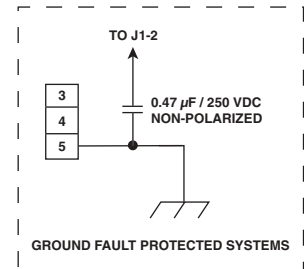 TO J1-2
3
4
5
0.47 µF / 250 VDC
NON-POLARIZED
GROUND FAULT PROTECTED SYSTEMS